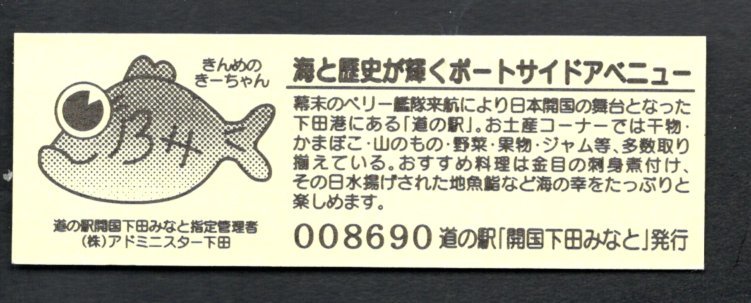 きんめの
きーちゃん
道の駅開国下田みなと指定管理者
(株)アドミニスター下田
海と歴史が輝くポートサイドアベニュー
幕末のペリー艦隊来航により日本開国の舞台となった
下田港にある「道の駅」。お土産コーナーでは干物・
かまぼこ・山のもの・野菜・果物・ジャム等、多数取り
揃えている。おすすめ料理は金目の刺身煮付け、
その日水揚げされた地魚鮨など海の幸をたっぷりと
楽しめます。
008690 道の駅「開国下田みなと」発行